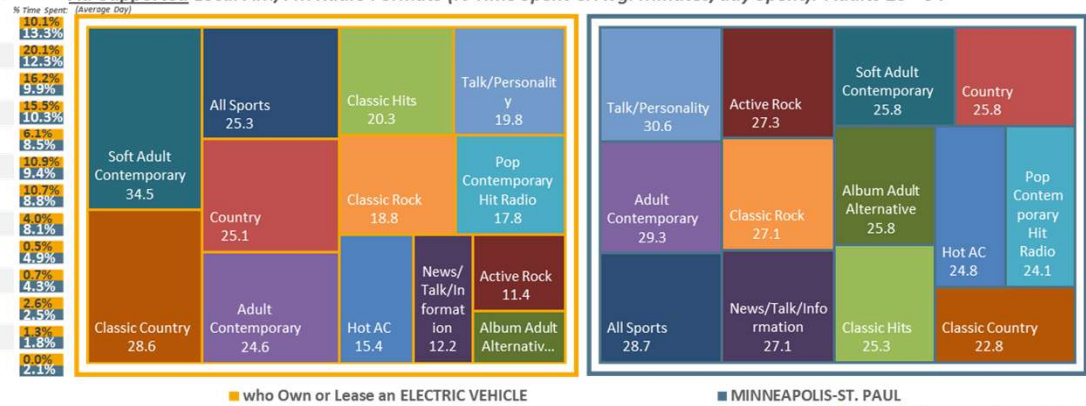 % Time Spent: (Average Day)
10.1%
13.3%
20.1%
12.3%
16.2%
9.9%
15.5%
10.3%
6.1%
8.5%
10.9%
9.4%
10.7%
8.8%
4.0%
8.1%
0.5%
4.9%
0.7%
4.3%
2.6%
2.5%
1.3%
1.8%
0.0%
2.1%
Soft Adult
Contemporary
34.5
Classic Country
28.6
All Sports
25.3
Country
25.1
Adult
Contemporary
24.6
Classic Hits
20.3
Talk/Personalit
y
19.8
Classic Rock
18.8
Pop
Contemporary
Hit Radio
17.8
Hot AC
15.4
News/
Talk/In
format
ion
12.2
Active Rock
11.4
Album Adult
Alternativ...
Talk/Personality
30.6
Adult
Contemporary
29.3
All Sports
28.7
Active Rock
27.3
Classic Rock
27.1
News/Talk/Info
rmation
27.1
Soft Adult
Contemporary
25.8
Country
25.8
Album Adult
Alternative
25.8
Classic Hits
25.3
Hot AC
24.8
Pop
Contem
porary
Hit
Radio
24.1
Classic Country
22.8
who Own or Lease an ELECTRIC VEHICLE
MINNEAPOLIS-ST. PAUL